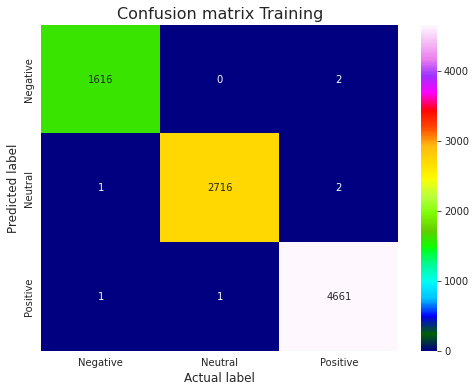 Confusion matrix Training
Negative
1616
0
2
Neutral
1
2716
2
Positive
1
1
4661
Predicted label
Negative
Neutral
Positive
Actual label
4000
3000
2000
1000
0